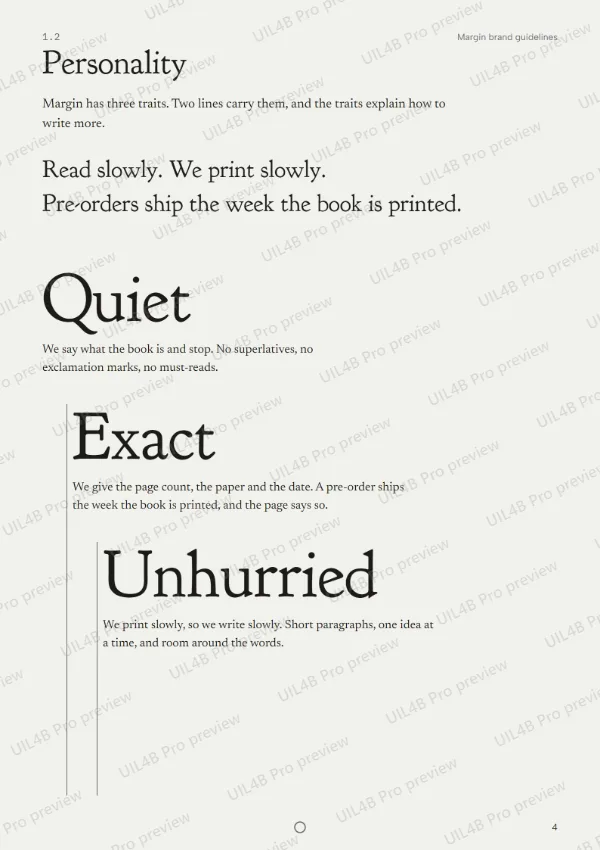 1.2
Margin brand guidelines
Personality
Margin has three traits. Two lines carry them, and the traits explain how to
write more.
Read slowly. We print slowly.
Pre-orders ship the week the book is printed.
Quiet
We say what the book is and stop. No superlatives, no
exclamation marks, no must-reads.
Exact
We give the page count, the paper and the date. A pre-order ships
the week the book is printed, and the page says so.
Unhurried
We print slowly, so we write slowly. Short paragraphs, one idea at
a time, and room around the words.
4
UIL4B Pro preview